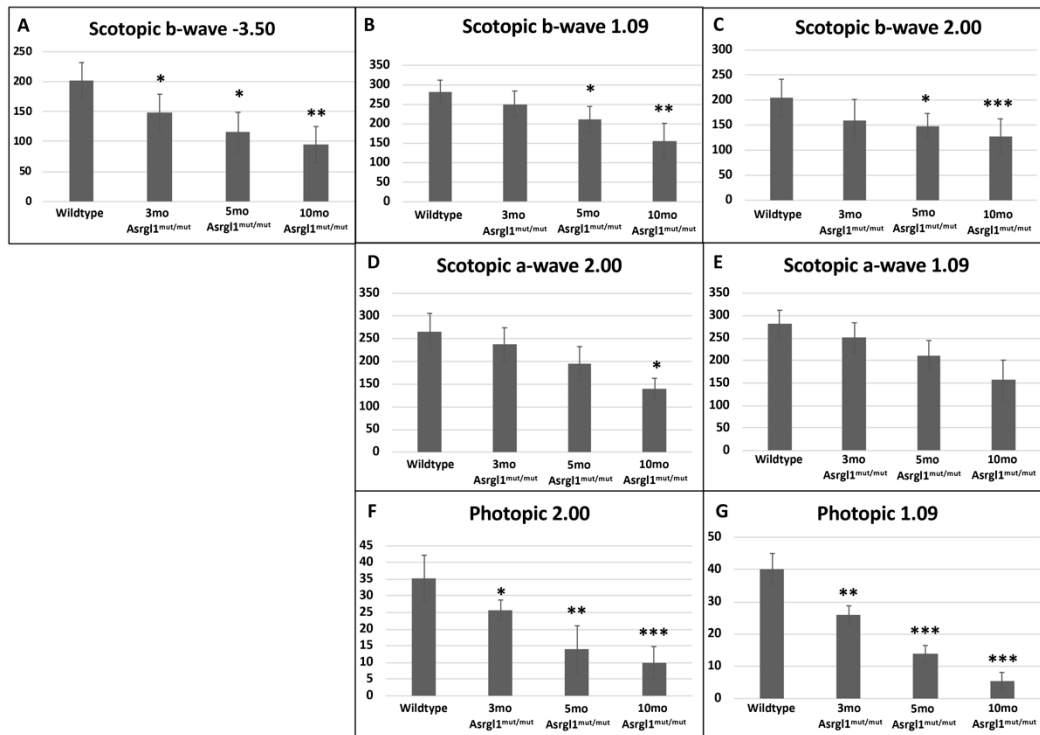 A
Scotopic b-wave -3.50
250
200
150
100
50
0
*
*
**
Wildtype 3mo 5mo 10mo
Asrgl1mut/mut Asrgl1mut/mut Asrgl1mut/mut
B
Scotopic b-wave 1.09
350
300
250
200
150
100
50
0
*
**
Wildtype 3mo 5mo 10mo
Asrgl1mut/mut Asrgl1mut/mut Asrgl1mut/mut
C
Scotopic b-wave 2.00
300
250
200
150
100
50
0
*
***
Wildtype 3mo 5mo 10mo
Asrgl1mut/mut Asrgl1mut/mut Asrgl1mut/mut
D
Scotopic a-wave 2.00
350
300
250
200
150
100
50
0
*
Wildtype 3mo 5mo 10mo
Asrgl1mut/mut Asrgl1mut/mut Asrgl1mut/mut
E
Scotopic a-wave 1.09
350
300
250
200
150
100
50
0
Wildtype 3mo 5mo 10mo
Asrgl1mut/mut Asrgl1mut/mut Asrgl1mut/mut
F
Photopic 2.00
45
40
35
30
25
20
15
10
5
0
*
**
***
Wildtype 3mo 5mo 10mo
Asrgl1mut/mut Asrgl1mut/mut Asrgl1mut/mut
G
Photopic 1.09
40
30
20
10
0
**
***
***
Wildtype 3mo 5mo 10mo
Asrgl1mut/mut Asrgl1mut/mut Asrgl1mut/mut